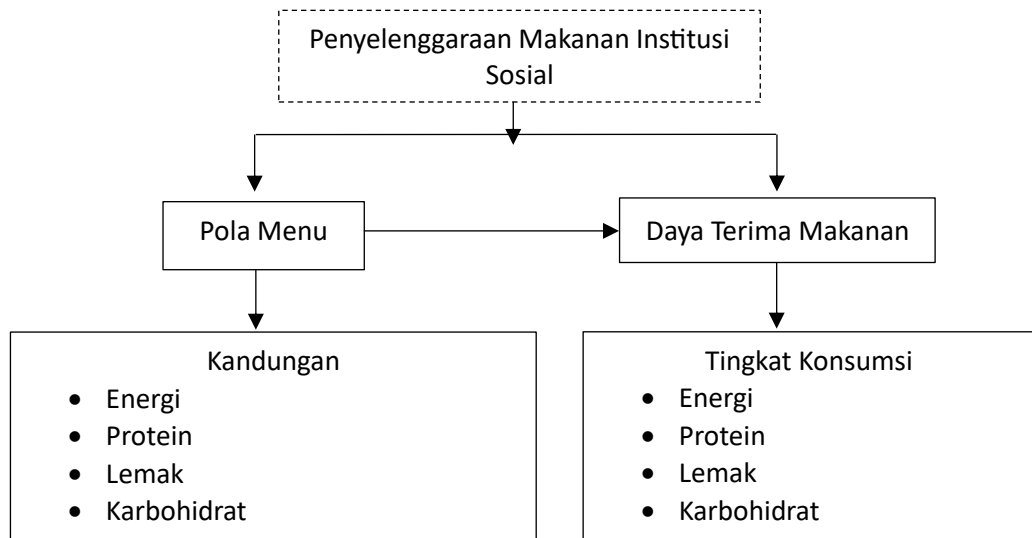 Penyelenggaraan Makanan Institusi
Sosial
Pola Menu
Daya Terima Makanan
Kandungan
• Energi
• Protein
• Lemak
• Karbohidrat
Tingkat Konsumsi
• Energi
• Protein
• Lemak
• Karbohidrat